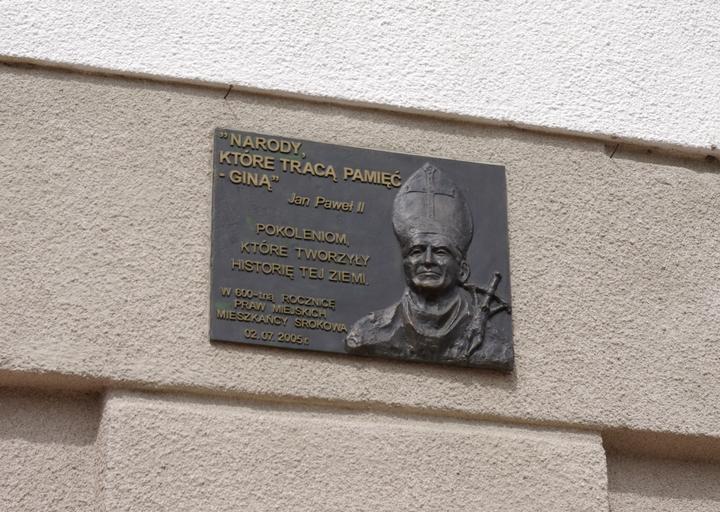 "NARODY,
KTÓRE TRACĄ PAMIĘĆ
- GINĄ"
Jan Paweł II
POKOLENIOM,
KTÓRE TWORZYŁY
HISTORIĘ TEJ ZIEMI.
W 600-tną ROCZNICĘ
PRAW MIEJSKICH
MIESZKAŃCY SROKOWA
02.07.2005r.